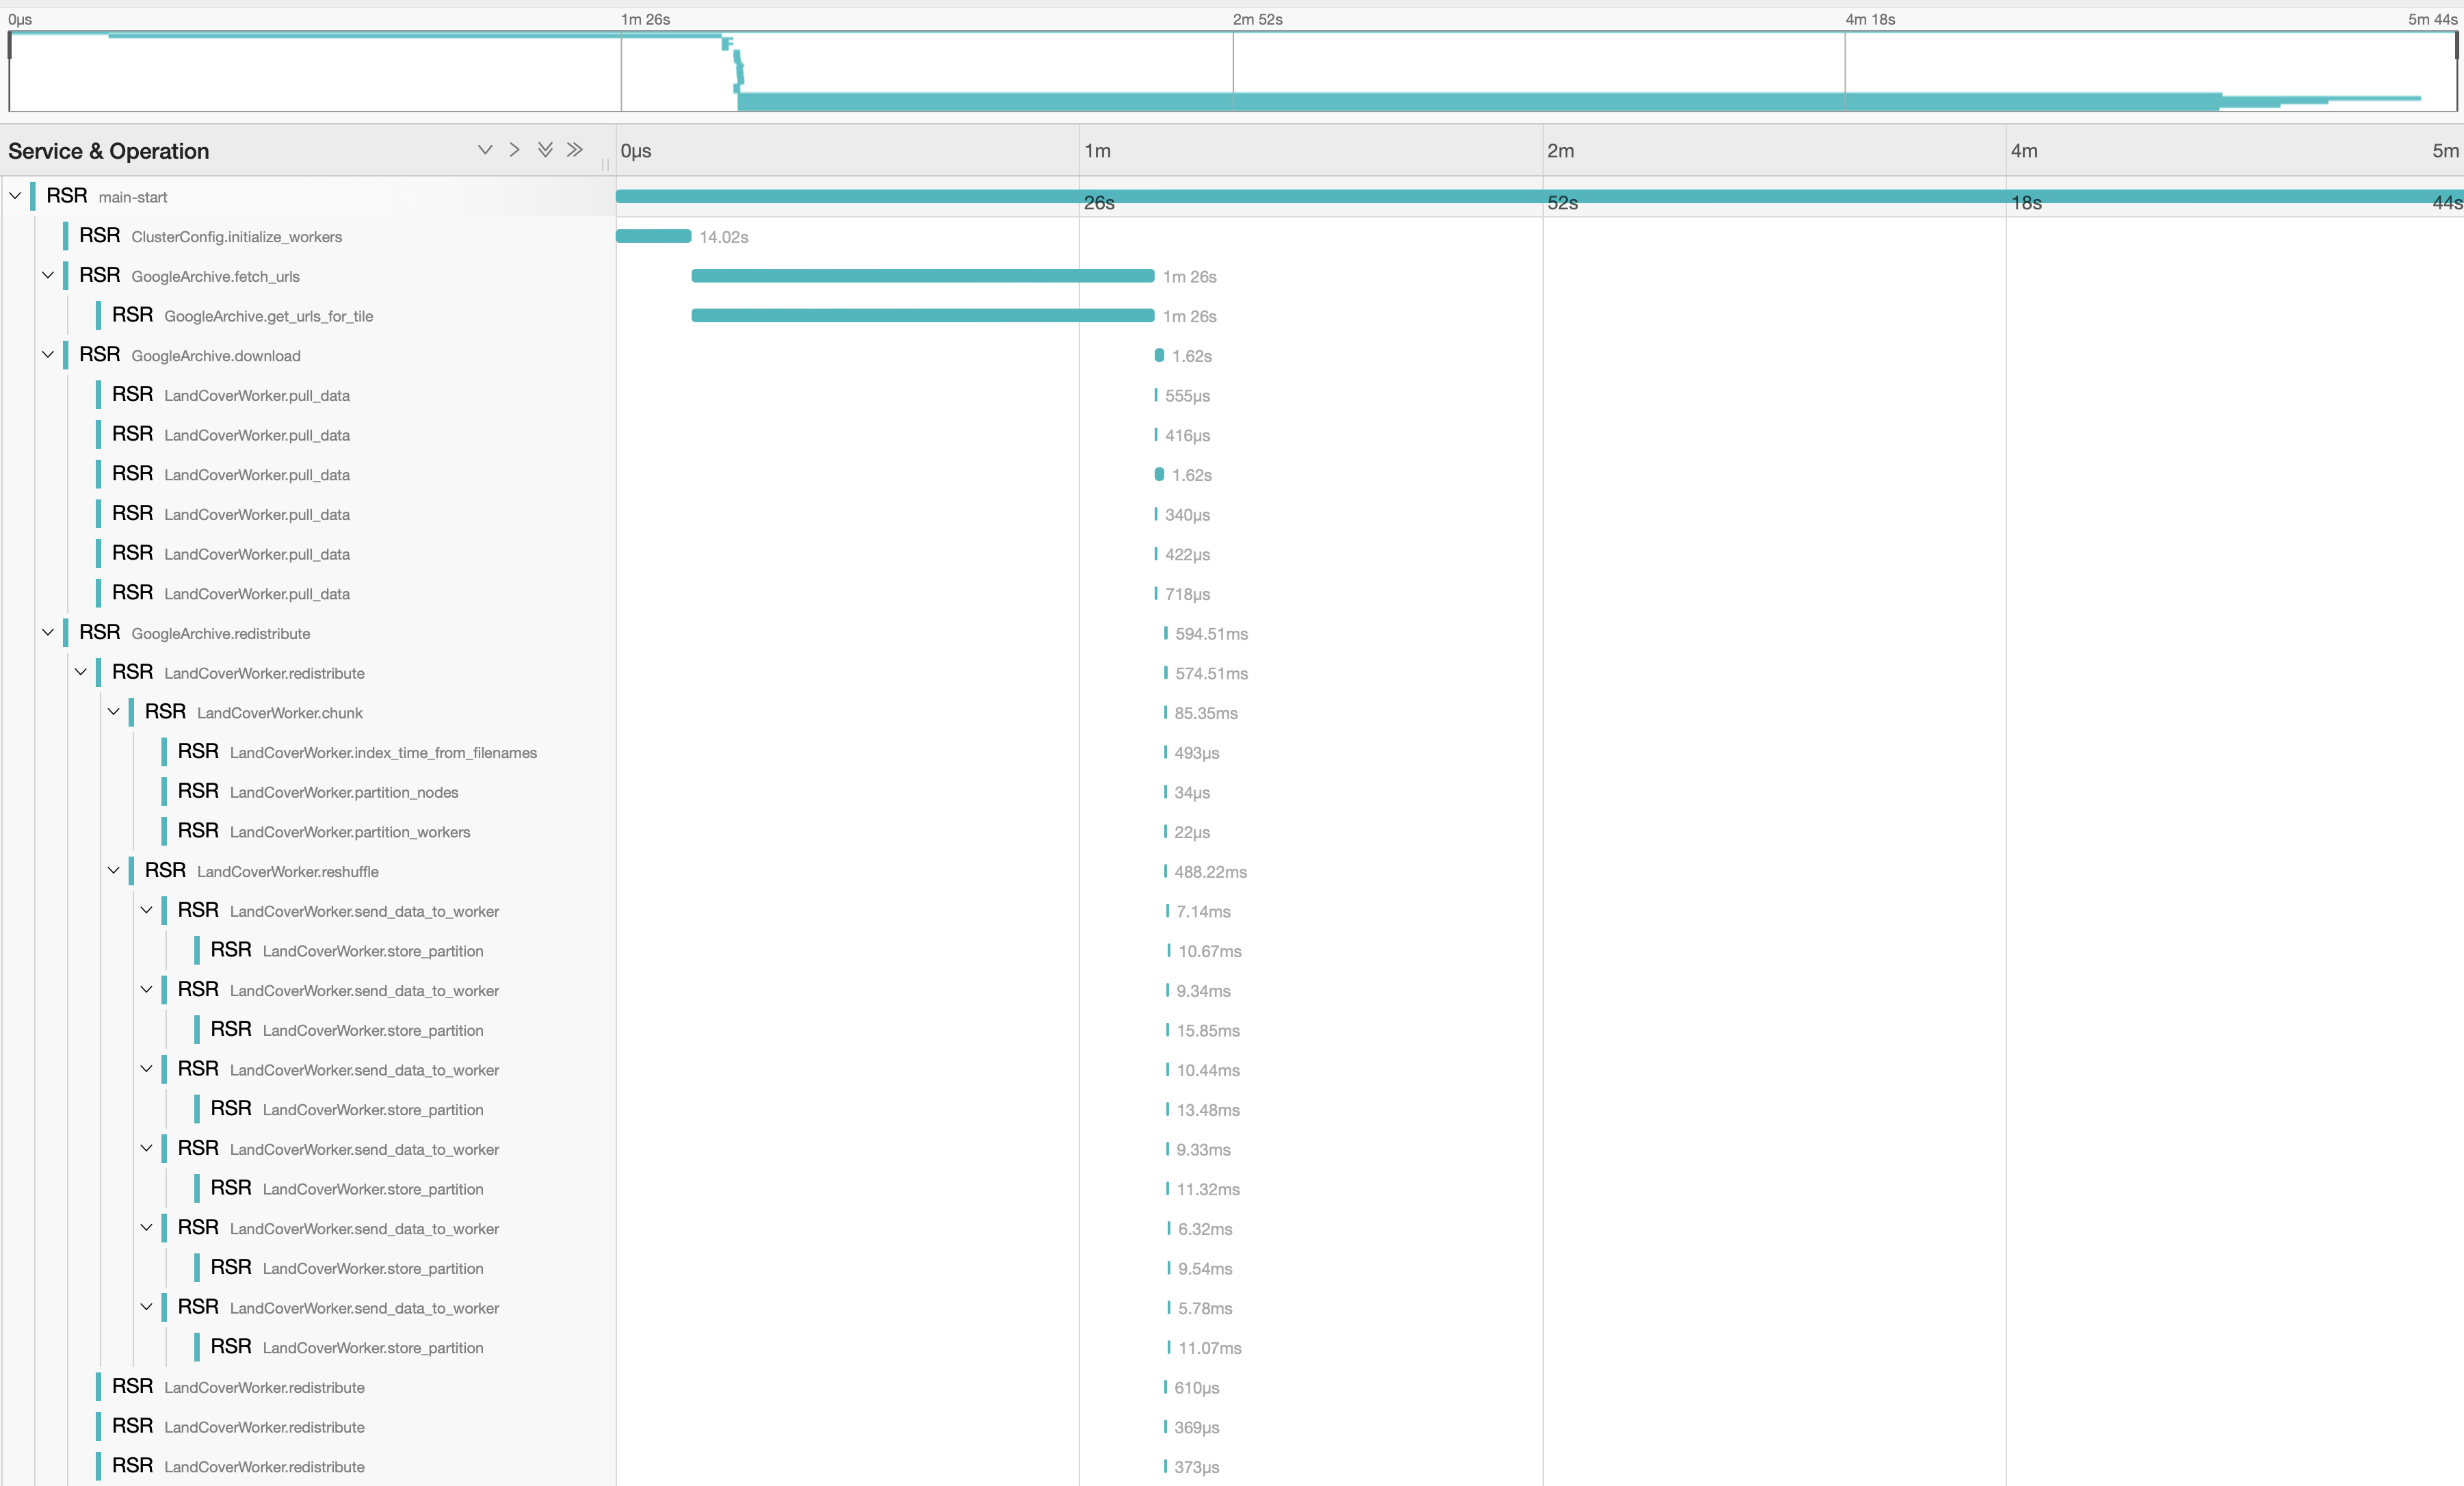 0μs 1m 26s 2m 52s 4m 18s 5m 44s
Service & Operation 0μs 1m 2m 4m 5m
RSR main-start 26s 52s 18s 44s
RSR ClusterConfig.initialize_workers 14.02s
RSR GoogleArchive.fetch_urls 1m 26s
RSR GoogleArchive.get_urls_for_tile 1m 26s
RSR GoogleArchive.download 1.62s
RSR LandCoverWorker.pull_data 555μs
RSR LandCoverWorker.pull_data 416μs
RSR LandCoverWorker.pull_data 1.62s
RSR LandCoverWorker.pull_data 340μs
RSR LandCoverWorker.pull_data 422μs
RSR LandCoverWorker.pull_data 718μs
RSR GoogleArchive.redistribute 594.51ms
RSR LandCoverWorker.redistribute 574.51ms
RSR LandCoverWorker.chunk 85.35ms
RSR LandCoverWorker.index_time_from_filenames 493μs
RSR LandCoverWorker.partition_nodes 34μs
RSR LandCoverWorker.partition_workers 22μs
RSR LandCoverWorker.reshuffle 488.22ms
RSR LandCoverWorker.send_data_to_worker 7.14ms
RSR LandCoverWorker.store_partition 10.67ms
RSR LandCoverWorker.send_data_to_worker 9.34ms
RSR LandCoverWorker.store_partition 15.85ms
RSR LandCoverWorker.send_data_to_worker 10.44ms
RSR LandCoverWorker.store_partition 13.48ms
RSR LandCoverWorker.send_data_to_worker 9.33ms
RSR LandCoverWorker.store_partition 11.32ms
RSR LandCoverWorker.send_data_to_worker 6.32ms
RSR LandCoverWorker.store_partition 9.54ms
RSR LandCoverWorker.send_data_to_worker 5.78ms
RSR LandCoverWorker.store_partition 11.07ms
RSR LandCoverWorker.redistribute 610μs
RSR LandCoverWorker.redistribute 369μs
RSR LandCoverWorker.redistribute 373μs